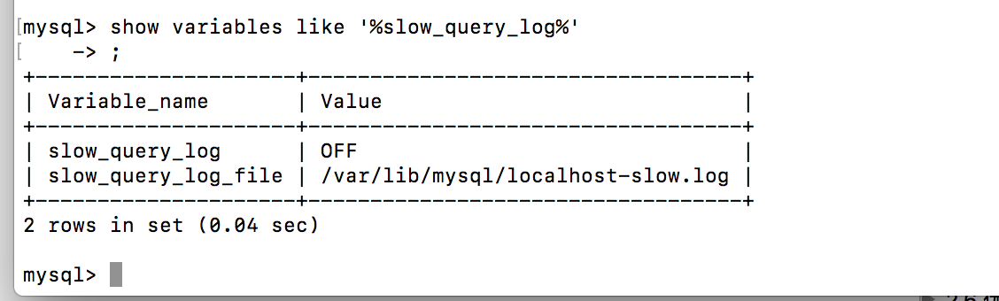 [mysql> show variables like '%slow_query_log%'
[    -> ;
+---------------------+-----------------------------------+
| Variable_name       | Value                             |
+---------------------+-----------------------------------+
| slow_query_log      | OFF                               |
| slow_query_log_file | /var/lib/mysql/localhost-slow.log |
+---------------------+-----------------------------------+
2 rows in set (0.04 sec)
mysql>